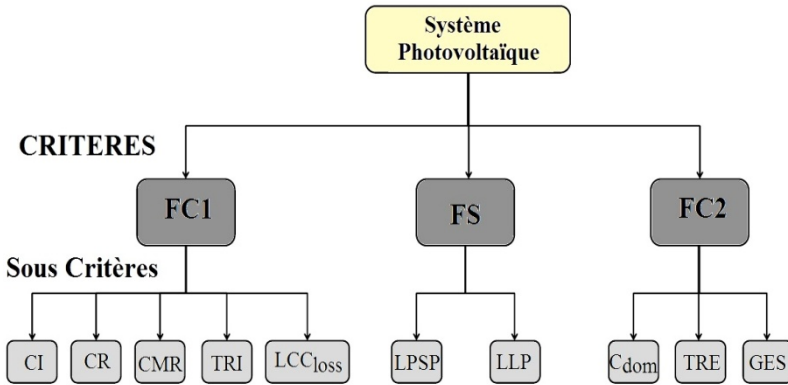 Système
Photovoltaïque
CRITERES
FC1
FS
FC2
Sous Critères
CI
CR
CMR
TRI
LCCloss
LPSP
LLP
Cdom
TRE
GES